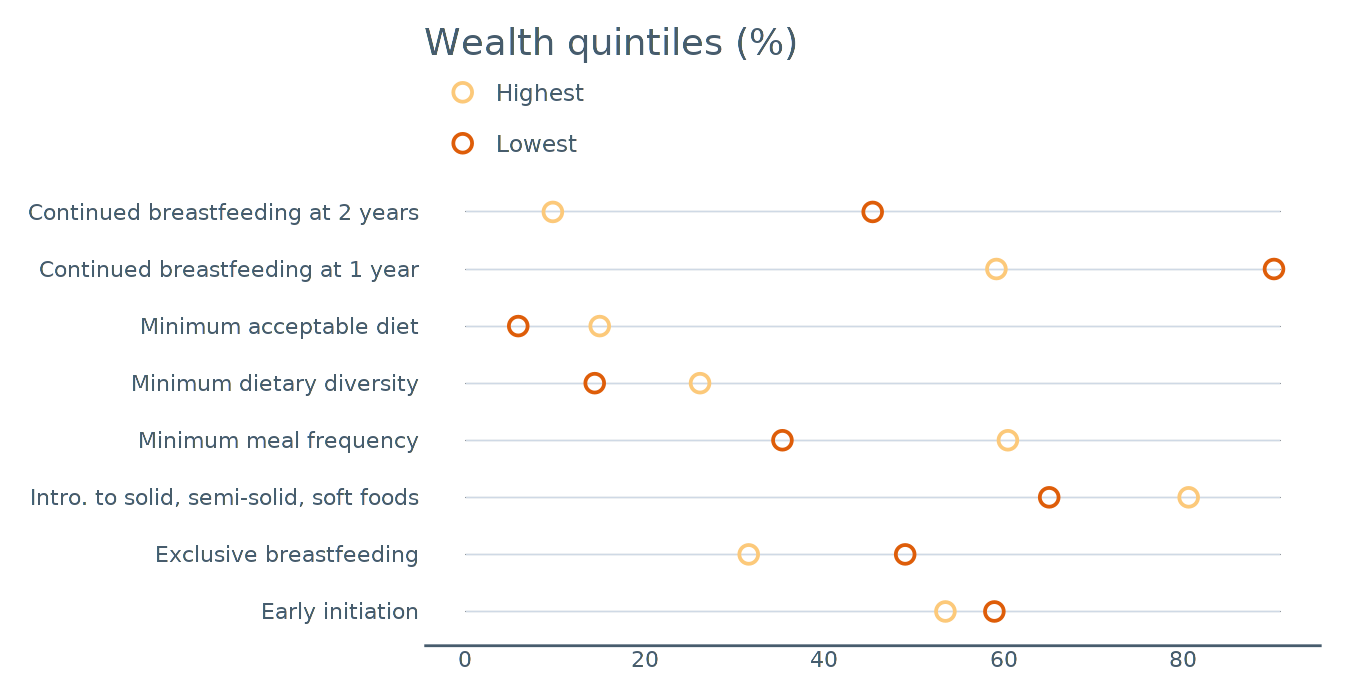 Wealth quintiles (%)
Highest
Lowest
Continued breastfeeding at 2 years
Continued breastfeeding at 1 year
Minimum acceptable diet
Minimum dietary diversity
Minimum meal frequency
Intro. to solid, semi-solid, soft foods
Exclusive breastfeeding
Early initiation
0 20 40 60 80